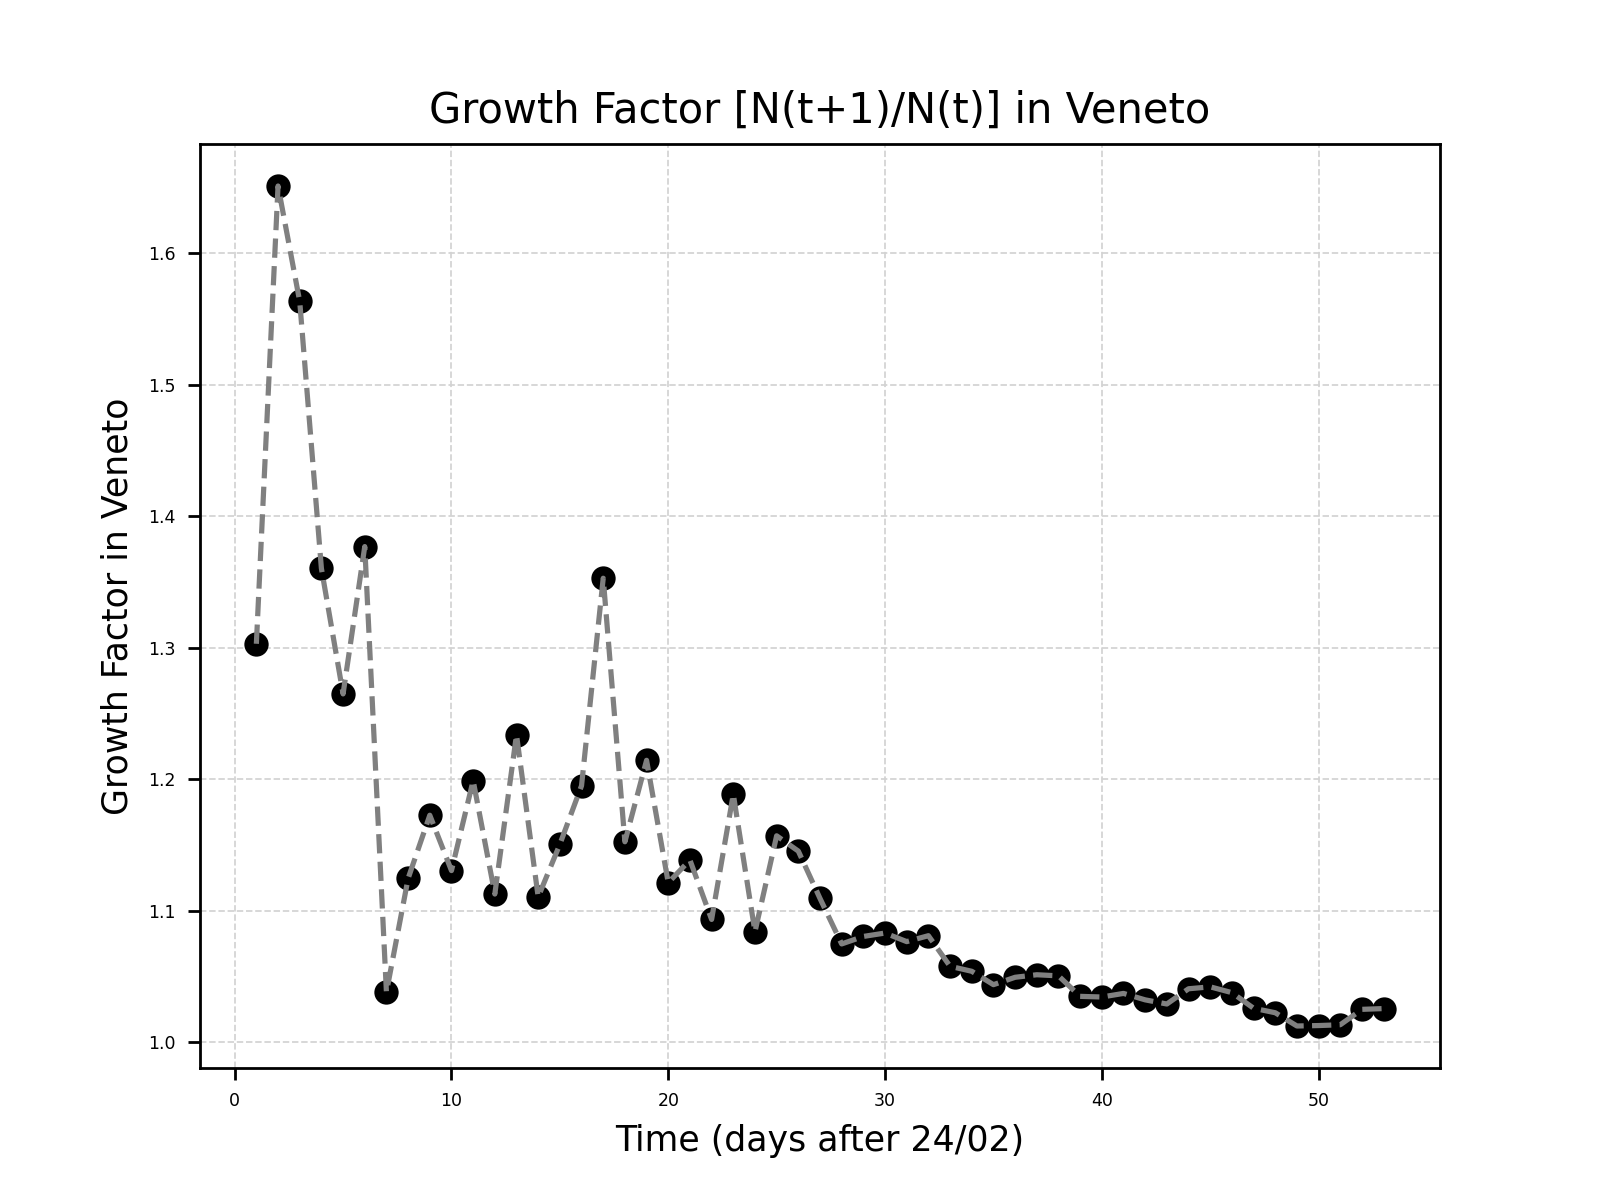 Growth Factor [N(t+1)/N(t)] in Veneto
Growth Factor in Veneto
1.6
1.5
1.4
1.3
1.2
1.1
1.0
0 10 20 30 40 50
Time (days after 24/02)